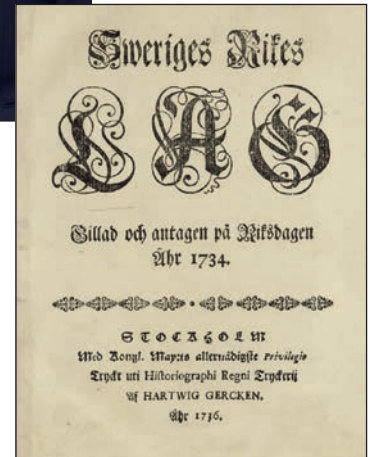 Sweriges Rikes
LAG
Gillad och antagen på Riksdagen
Åhr 1734.
STOCKHOLM
Med Kongl. Maj:ts allernådigste Privilegio
Tryckt uti Historiographi Regni Tryckerij
Af HARTWIG GERCKEN.
Åhr 1736.